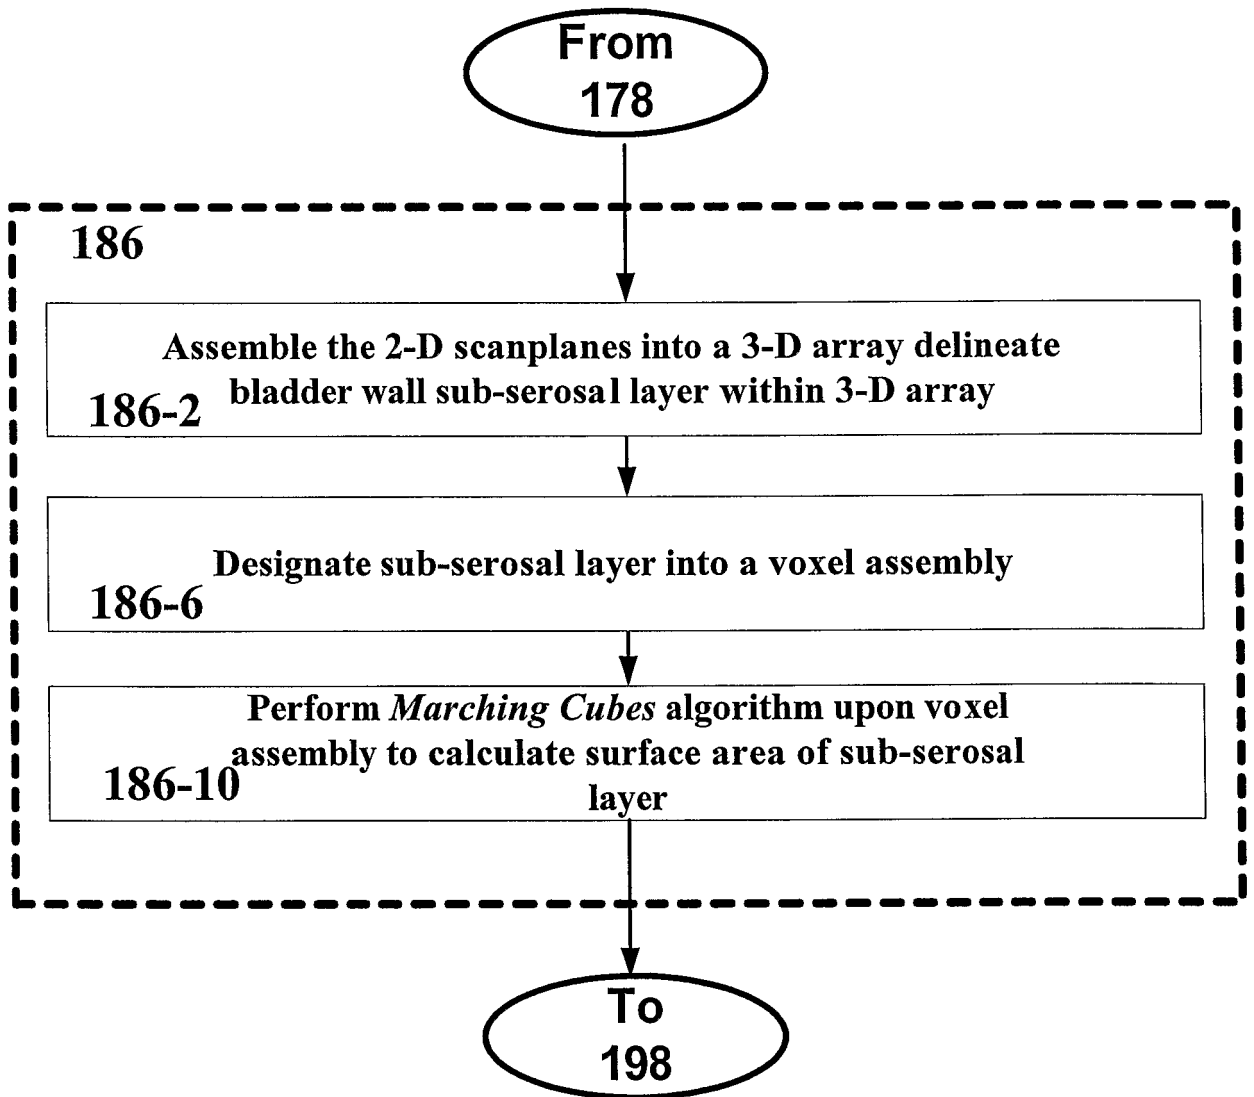 From
178
186
Assemble the 2-D scanplanes into a 3-D array delineate
bladder wall sub-serosal layer within 3-D array
186-2
Designate sub-serosal layer into a voxel assembly
186-6
Perform Marching Cubes algorithm upon voxel
assembly to calculate surface area of sub-serosal
layer
186-10
To
198